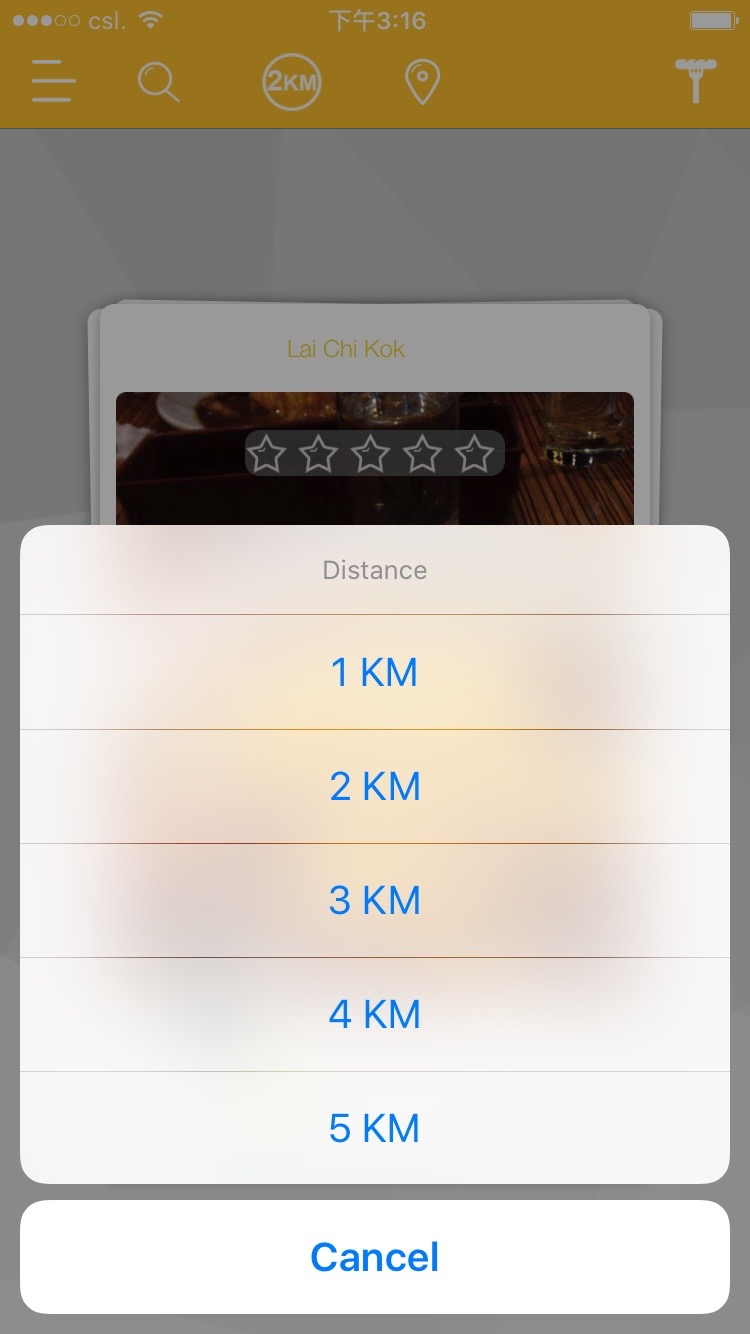 csl. 下午3:16
2KM
Lai Chi Kok
Distance
1 KM
2 KM
3 KM
4 KM
5 KM
Cancel